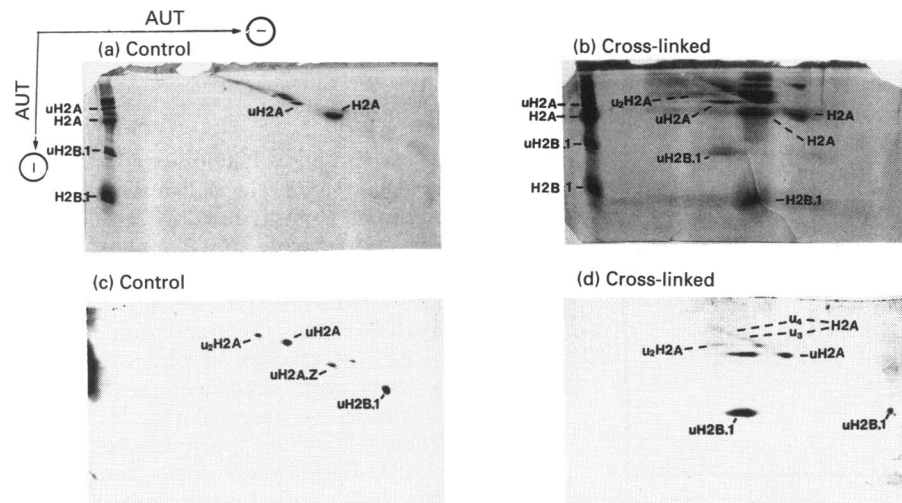 AUT
AUT
(a) Control
uH2A
H2A
uH2B.1
H2B.1
uH2A
H2A
(b) Cross-linked
uH2A
H2A
uH2B.1
H2B 1
u₂H2A
uH2A
uH2B.1
H2A
H2A
H2B.1
(c) Control
u₂H2A
uH2A
uH2A.Z
uH2B.1
(d) Cross-linked
u₄
u₃
H2A
u₂H2A
uH2A
uH2B.1
uH2B.1